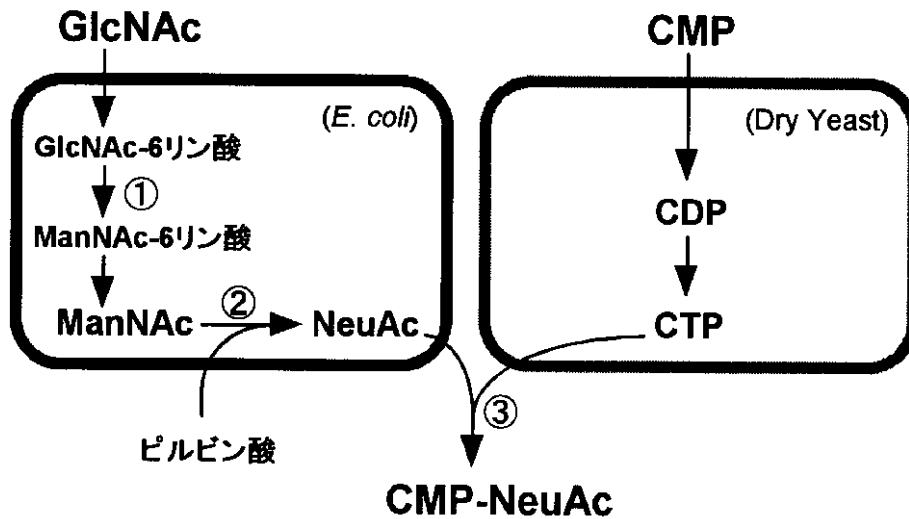 GlcNAc
CMP
(E. coli)
(Dry Yeast)
GlcNAc-6リン酸
①
ManNAc-6リン酸
CDP
ManNAc
②
NeuAc
CTP
③
ピルビン酸
CMP-NeuAc